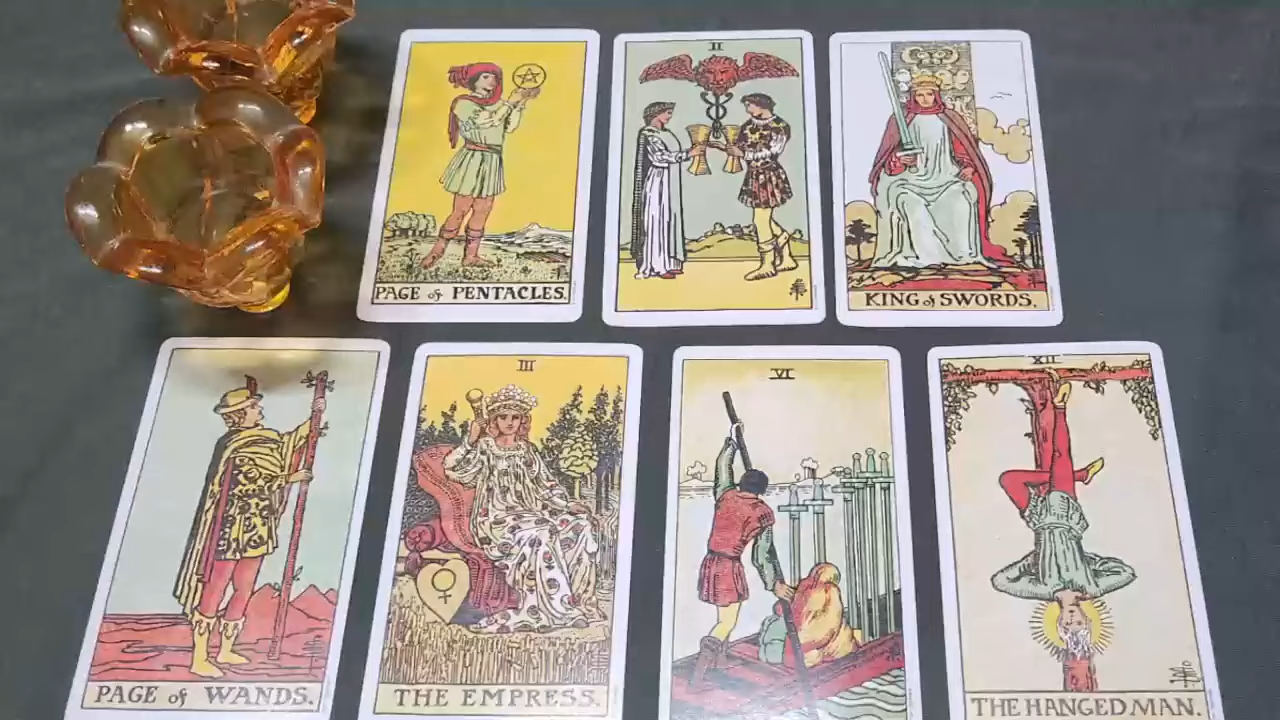 PAGE of PENTACLES.
II
KING of SWORDS.
PAGE of WANDS.
III
THE EMPRESS.
VI
XII
THE HANGED MAN.